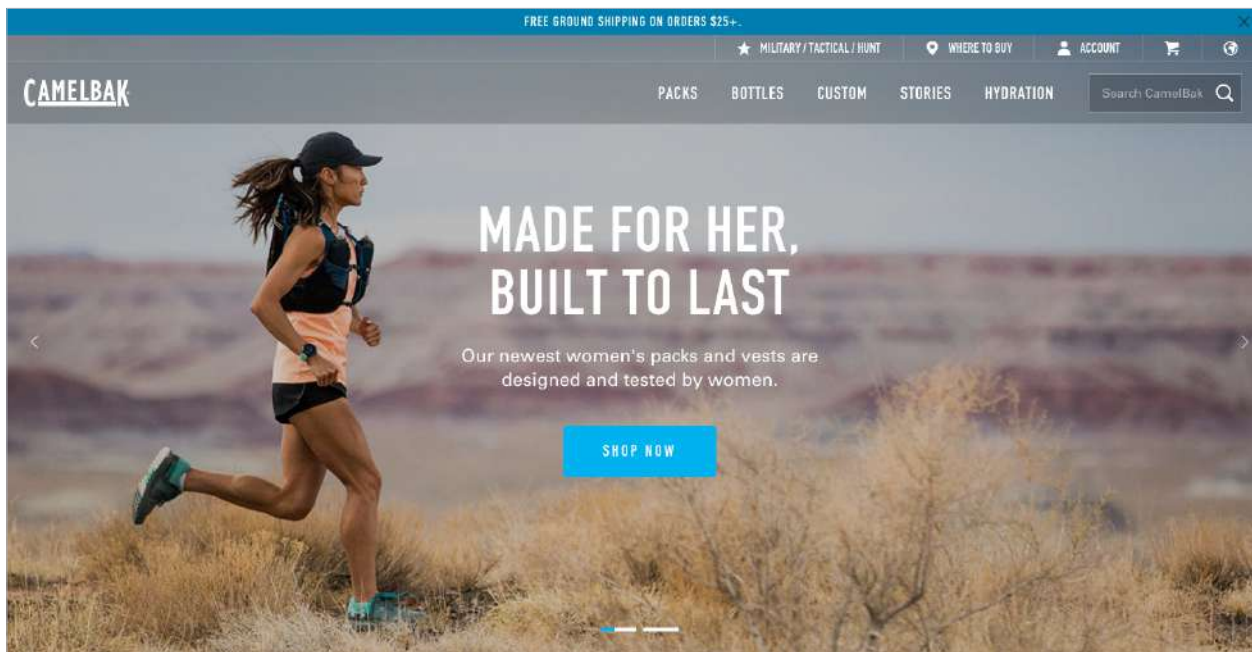 FREE GROUND SHIPPING ON ORDERS $25+.
MILITARY / TACTICAL / HUNT
WHERE TO BUY
ACCOUNT
CAMELBAK
PACKS
BOTTLES
CUSTOM
STORIES
HYDRATION
Search CamelBak
MADE FOR HER,
BUILT TO LAST
Our newest women's packs and vests are
designed and tested by women.
SHOP NOW